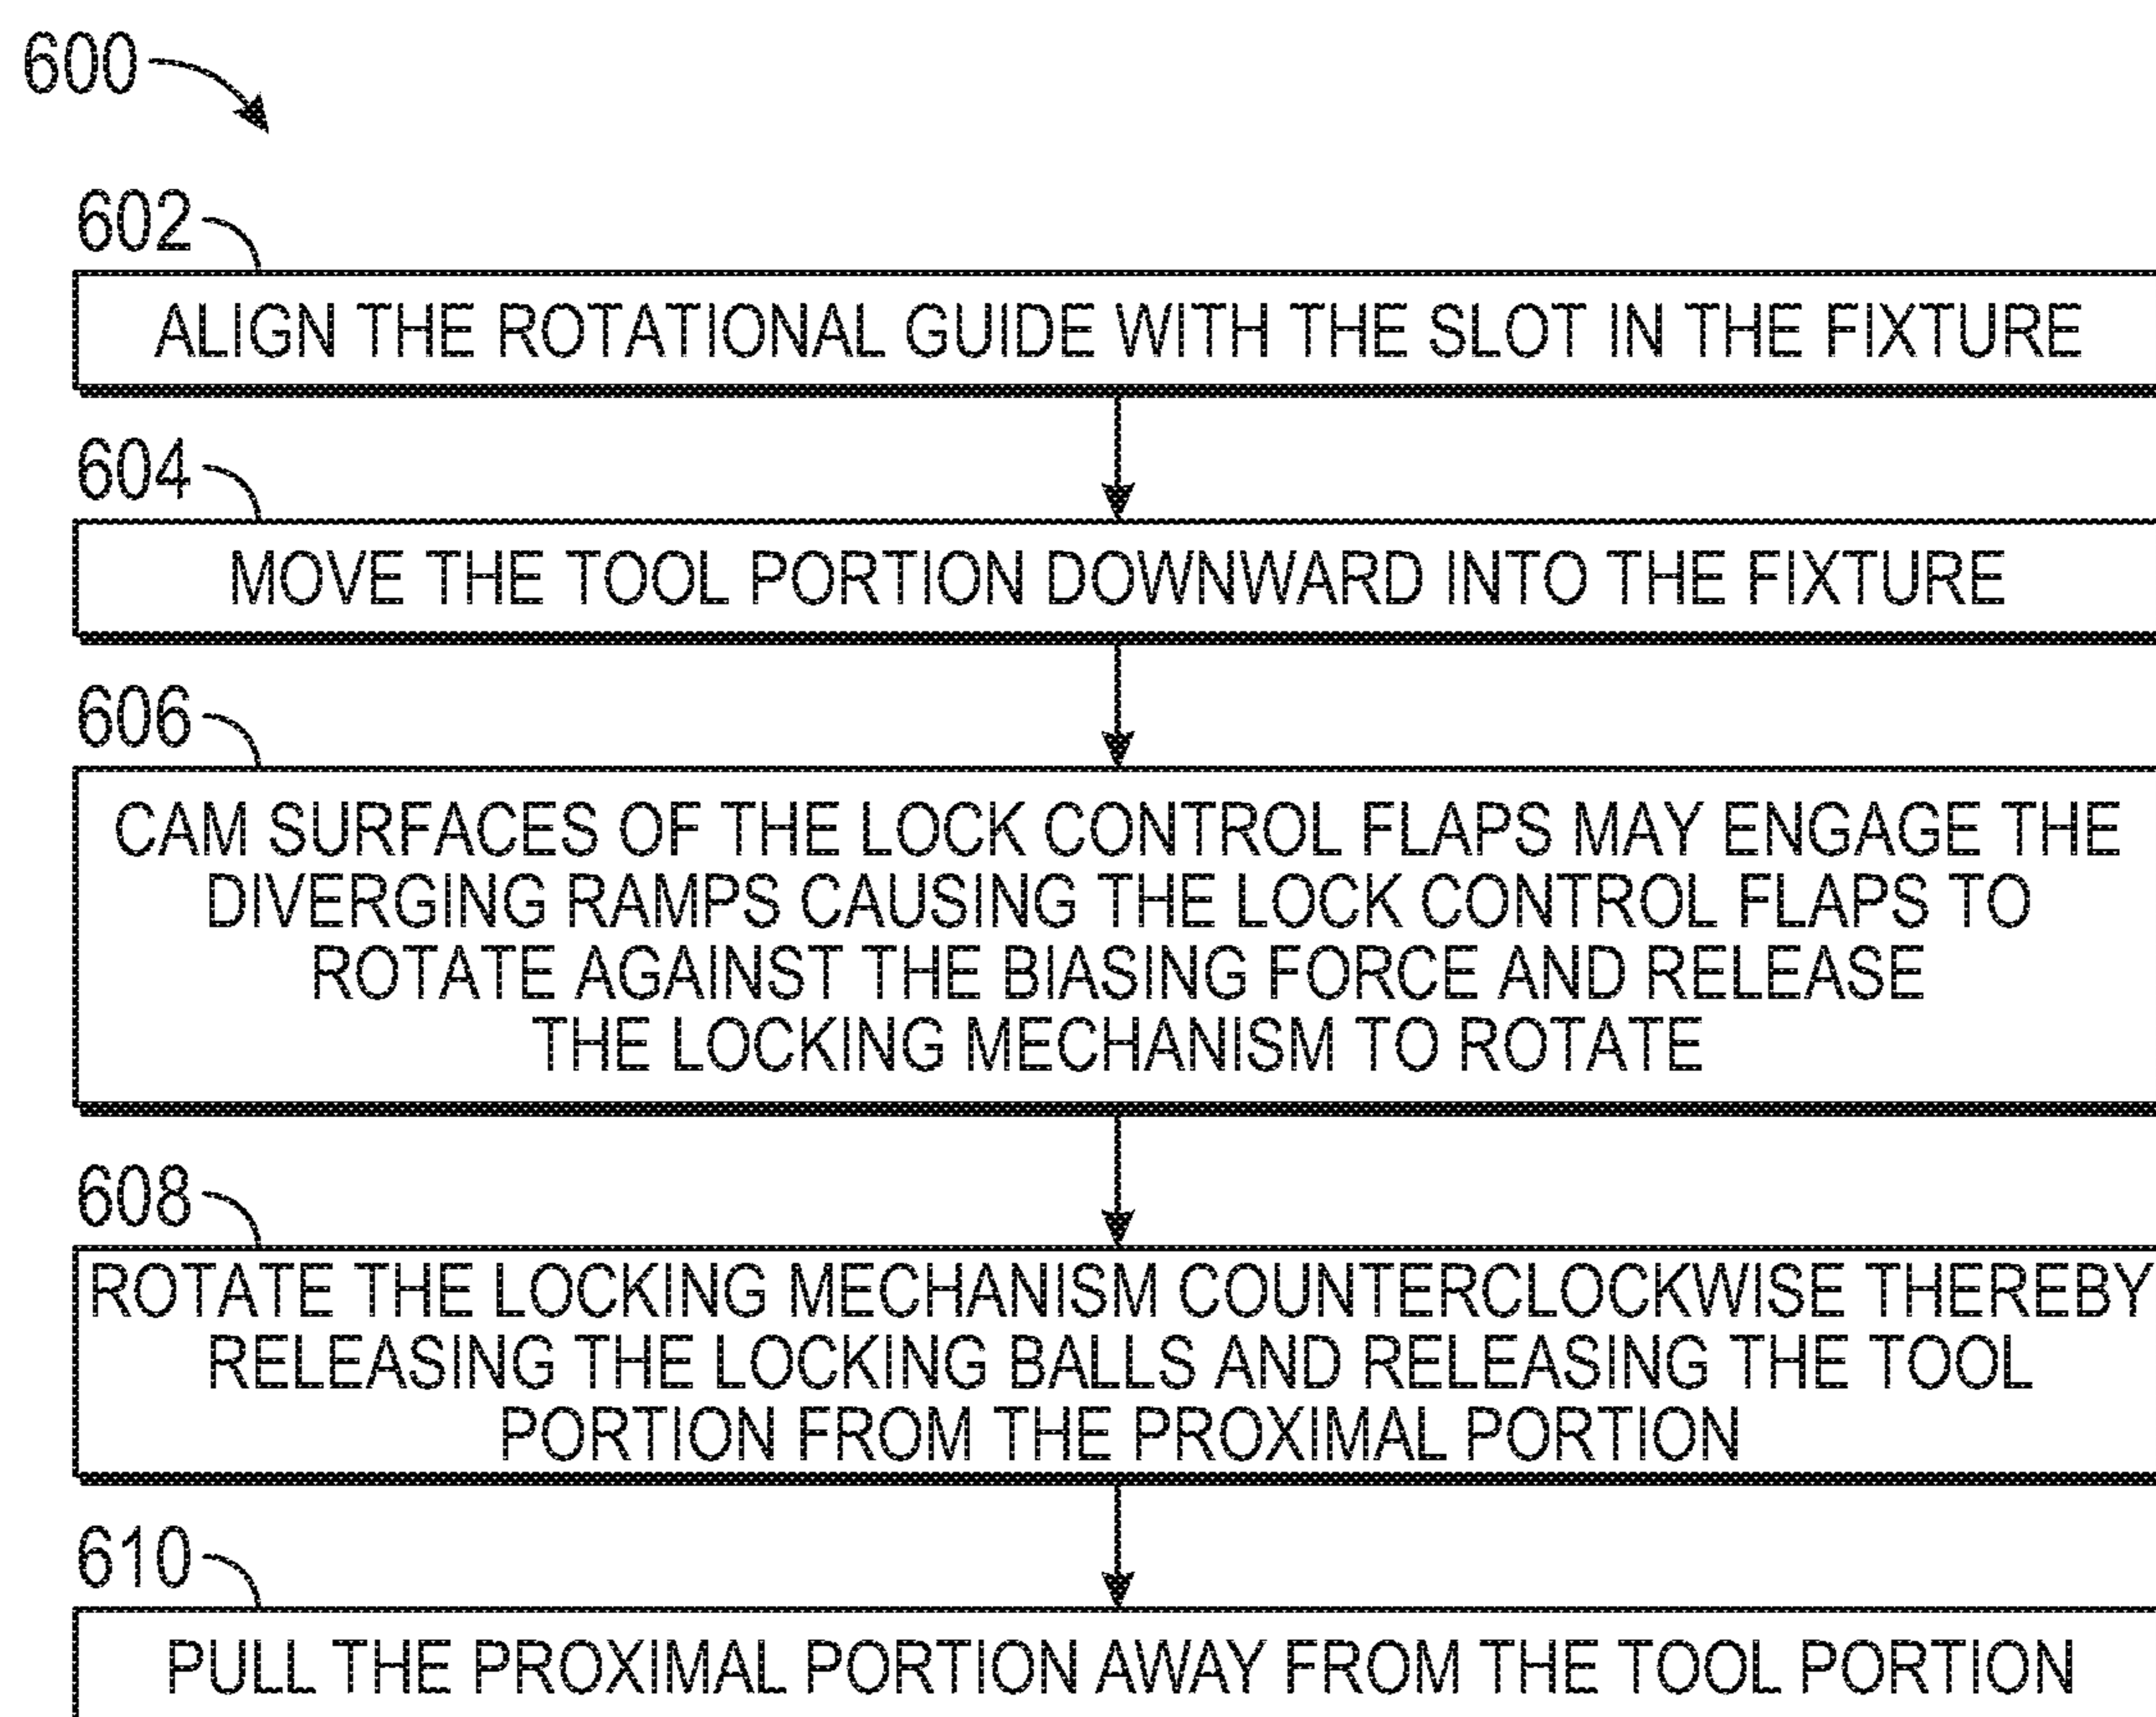 600
602
ALIGN THE ROTATIONAL GUIDE WITH THE SLOT IN THE FIXTURE
604
MOVE THE TOOL PORTION DOWNWARD INTO THE FIXTURE
606
CAM SURFACES OF THE LOCK CONTROL FLAPS MAY ENGAGE THE
DIVERGING RAMPS CAUSING THE LOCK CONTROL FLAPS TO
ROTATE AGAINST THE BIASING FORCE AND RELEASE
THE LOCKING MECHANISM TO ROTATE
608
ROTATE THE LOCKING MECHANISM COUNTERCLOCKWISE THEREBY
RELEASING THE LOCKING BALLS AND RELEASING THE TOOL
PORTION FROM THE PROXIMAL PORTION
610
PULL THE PROXIMAL PORTION AWAY FROM THE TOOL PORTION